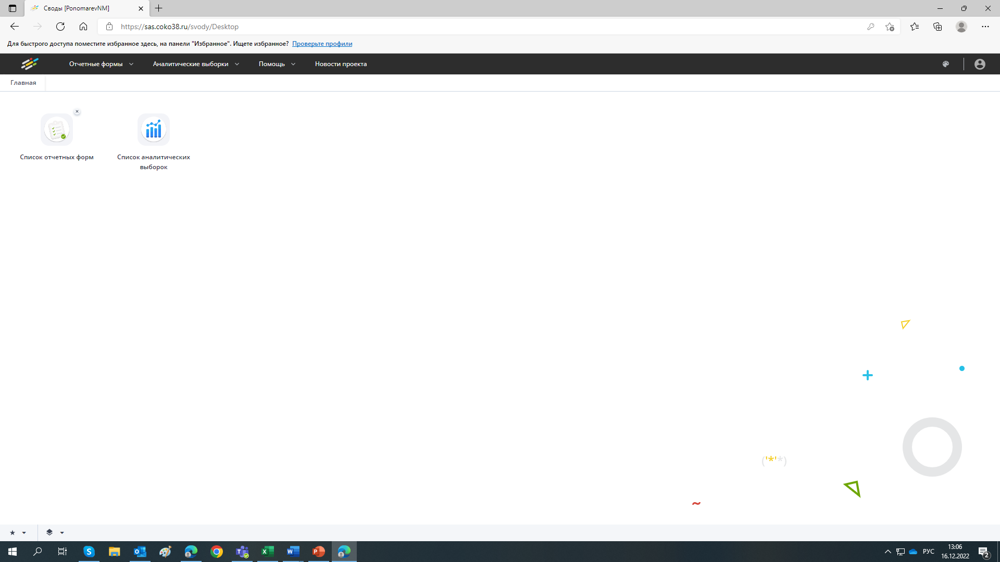 Своды [PonomarevNM]
https://sas.coko38.ru/svody/Desktop
Для быстрого доступа поместите избранное здесь, на панели "Избранное". Ищете избранное? Проверьте профили
Отчетные формы Аналитические выборки Помощь Новости проекта
Главная
Список отчетных форм
Список аналитических
выборок
('*'*)
~
РУС
13:06
16.12.2022
2